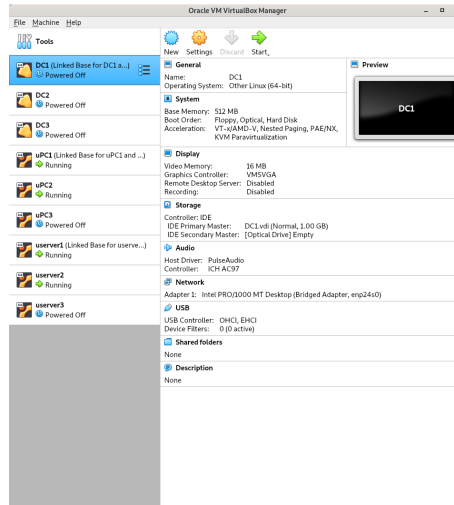 Oracle VM VirtualBox Manager
File Machine Help
Tools
New Settings Discard Start
DC1 (Linked Base for DC1 a...)
Powered Off
DC2
Powered Off
DC3
Powered Off
uPC1 (Linked Base for uPC1 and ...)
Running
uPC2
Running
uPC3
Powered Off
userver1 (Linked Base for userve...)
Running
userver2
Running
userver3
Powered Off
General
Name: DC1
Operating System: Other Linux (64-bit)
System
Base Memory: 512 MB
Boot Order: Floppy, Optical, Hard Disk
Acceleration: VT-x/AMD-V, Nested Paging, PAE/NX,
KVM Paravirtualization
Preview
DC1
Display
Video Memory: 16 MB
Graphics Controller: VMSVGA
Remote Desktop Server: Disabled
Recording: Disabled
Storage
Controller: IDE
IDE Primary Master: DC1.vdi (Normal, 1.00 GB)
IDE Secondary Master: [Optical Drive] Empty
Audio
Host Driver: PulseAudio
Controller: ICH AC97
Network
Adapter 1: Intel PRO/1000 MT Desktop (Bridged Adapter, enp24s0)
USB
USB Controller: OHCI, EHCI
Device Filters: 0 (0 active)
Shared folders
None
Description
None